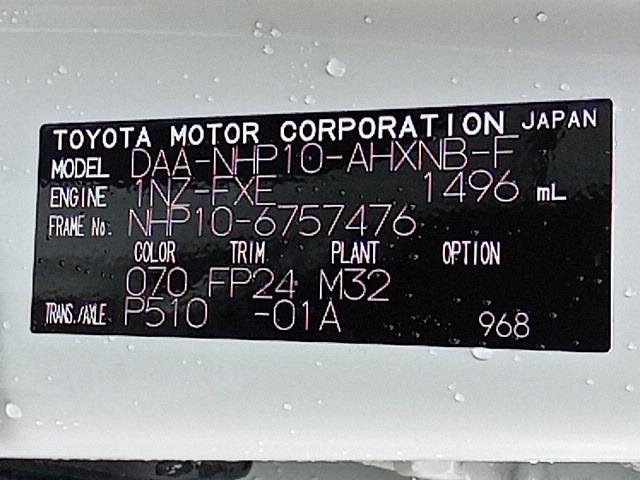 TOYOTA MOTOR CORPORATION JAPAN
MODEL DAA-NHP10-AHXNB-F
ENGINE 1NZ-FXE 1496 mL
FRAME No. NHP10-6757476
COLOR TRIM PLANT OPTION
070 FP24 M32
TRANS./AXLE P510 -01A 968